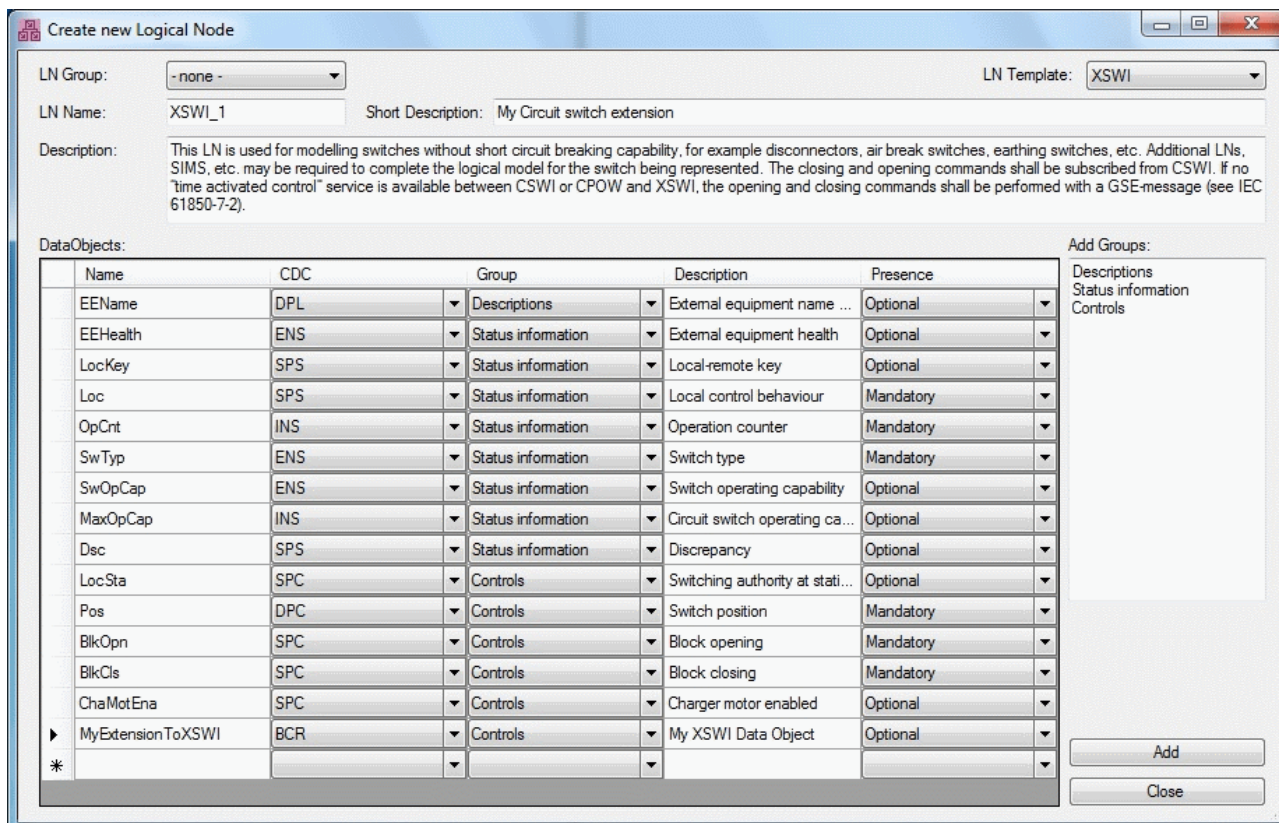 Create new Logical Node
LN Group: - none - LN Template: XSWI
LN Name: XSWI_1 Short Description: My Circuit switch extension
Description: This LN is used for modelling switches without short circuit breaking capability, for example disconnectors, air break switches, earthing switches, etc. Additional LNs,
SIMS, etc. may be required to complete the logical model for the switch being represented. The closing and opening commands shall be subscribed from CSWI. If no
"time activated control" service is available between CSWI or CPOW and XSWI, the opening and closing commands shall be performed with a GSE-message (see IEC
61850-7-2).
DataObjects: Add Groups:
Name CDC Group Description Presence
EEName DPL Descriptions External equipment name ... Optional
EEHealth ENS Status information External equipment health Optional
LocKey SPS Status information Local-remote key Optional
Loc SPS Status information Local control behaviour Mandatory
OpCnt INS Status information Operation counter Mandatory
SwTyp ENS Status information Switch type Mandatory
SwOpCap ENS Status information Switch operating capability Optional
MaxOpCap INS Status information Circuit switch operating ca... Optional
Dsc SPS Status information Discrepancy Optional
LocSta SPC Controls Switching authority at stati... Optional
Pos DPC Controls Switch position Mandatory
BlkOpn SPC Controls Block opening Mandatory
BlkCls SPC Controls Block closing Mandatory
ChaMotEna SPC Controls Charger motor enabled Optional
MyExtensionToXSWI BCR Controls My XSWI Data Object Optional
Descriptions
Status information
Controls
Add
Close